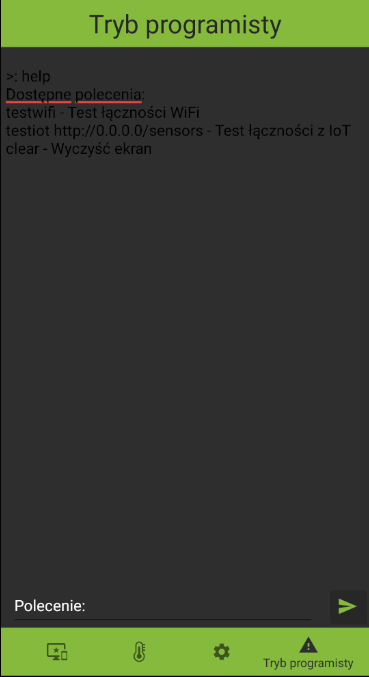 Tryb programisty
>: help
Dostępne polecenia:
testwifi - Test łączności WiFi
testiot http://0.0.0.0/sensors - Test łączności z IoT
clear - Wyczyść ekran
Polecenie:
Tryb programisty